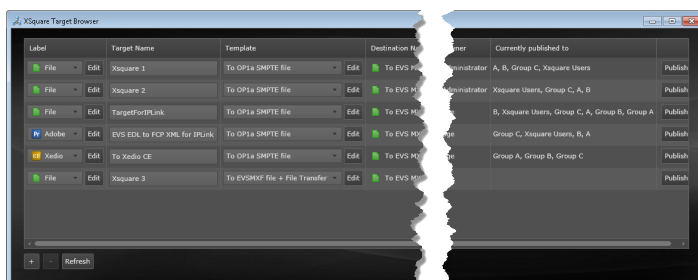 XSquare Target Browser
Label Target Name Template Destination Currently published to
File Edit Xsquare 1 To OP1a SMPTE file Edit To EVS Administrator A, B, Group C, Xsquare Users Publish
File Edit Xsquare 2 To OP1a SMPTE file Edit To EVS M Administrator Xsquare Users, Group C, A, B Publish
File Edit TargetForIPLink To OP1a SMPTE file Edit To EVS M B, Xsquare Users, Group C, A, Group B, Group A Publish
Pr Adobe Edit EVS EDL to FCP XML for IPLink To OP1a SMPTE file Edit To EVS M Group C, Xsquare Users, B, A Publish
Xedio Edit To Xedio CE To OP1a SMPTE file Edit To EVS M Group A, Group B, Group C Publish
File Edit Xsquare 3 To EVSMXF file + File Transfer Edit To EVS M Publish
+ - Refresh